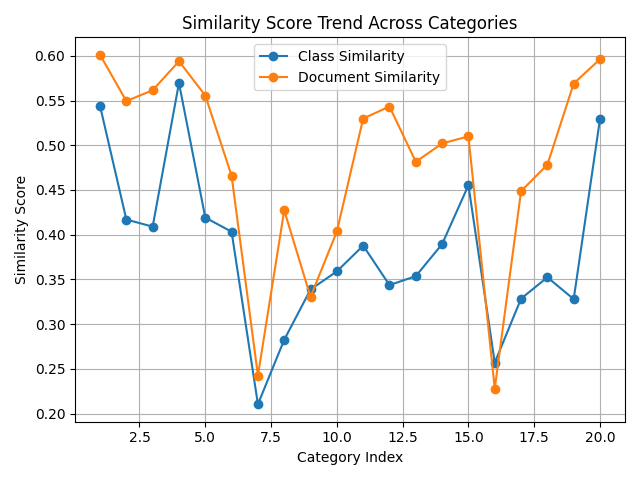 Similarity Score Trend Across Categories
Class Similarity
Document Similarity
0.60
0.55
0.50
0.45
0.40
0.35
0.30
0.25
0.20
Similarity Score
2.5 5.0 7.5 10.0 12.5 15.0 17.5 20.0
Category Index